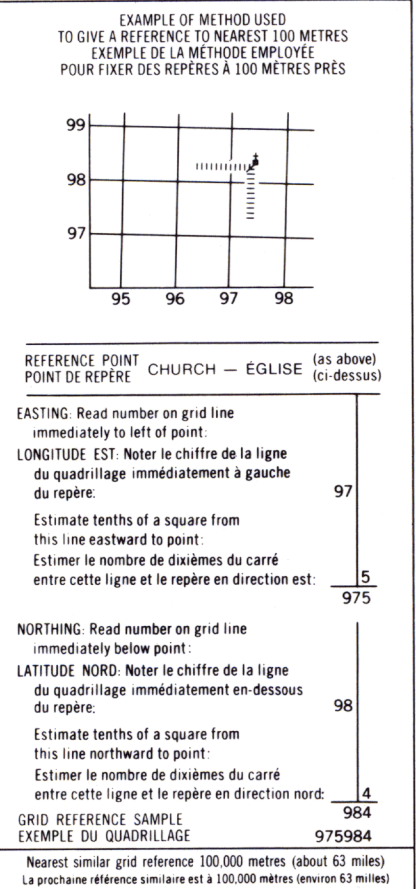 EXAMPLE OF METHOD USED
TO GIVE A REFERENCE TO NEAREST 100 METRES
EXEMPLE DE LA MÉTHODE EMPLOYÉE
POUR FIXER DES REPÈRES À 100 MÈTRES PRÈS
99
98
97
95 96 97 98
REFERENCE POINT
POINT DE REPÈRE
CHURCH — ÉGLISE
(as above)
(ci-dessus)
EASTING: Read number on grid line
immediately to left of point:
LONGITUDE EST: Noter le chiffre de la ligne
du quadrillage immédiatement à gauche
du repère: 97
Estimate tenths of a square from
this line eastward to point:
Estimer le nombre de dixièmes du carré
entre cette ligne et le repère en direction est: 5
975
NORTHING: Read number on grid line
immediately below point:
LATITUDE NORD: Noter le chiffre de la ligne
du quadrillage immédiatement en-dessous
du repère: 98
Estimate tenths of a square from
this line northward to point:
Estimer le nombre de dixièmes du carré
entre cette ligne et le repère en direction nord: 4
984
GRID REFERENCE SAMPLE
EXEMPLE DU QUADRILLAGE 975984
Nearest similar grid reference 100,000 metres (about 63 miles)
La prochaine référence similaire est à 100,000 mètres (environ 63 milles)